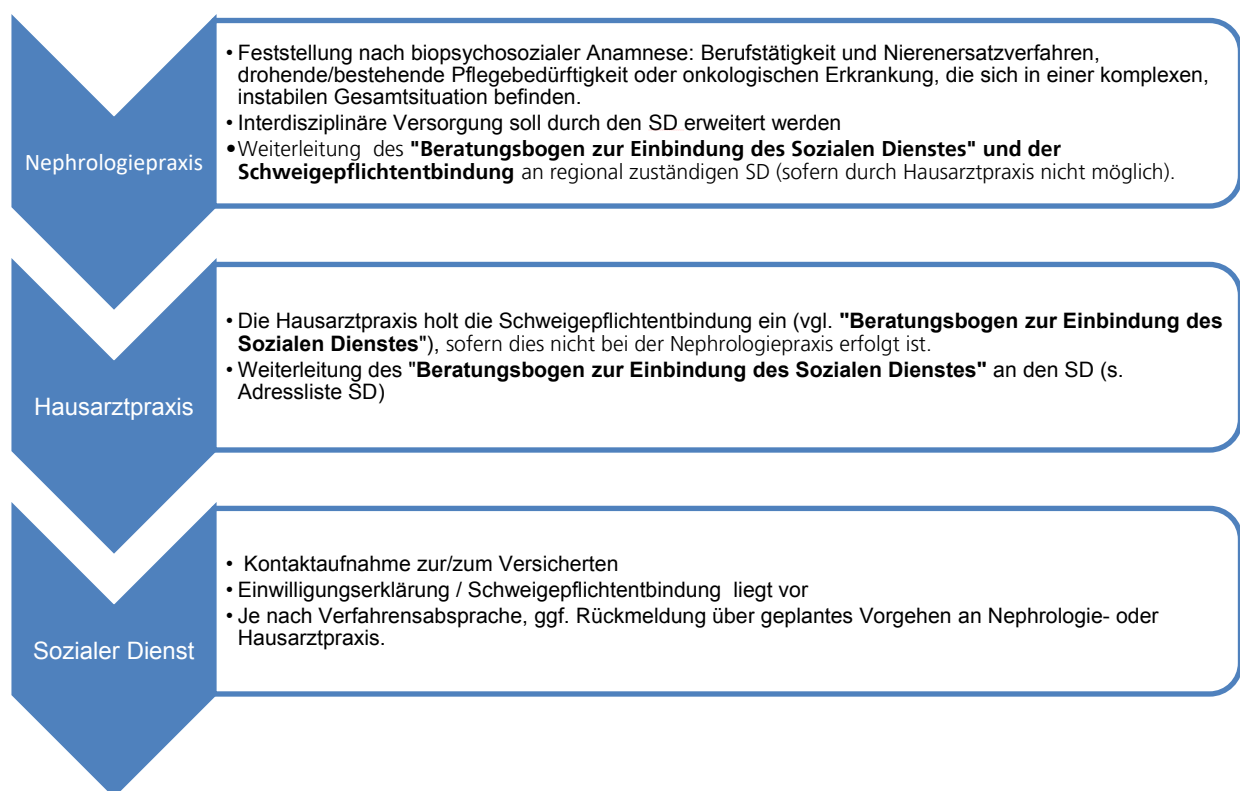 Nephrologiepraxis
• Feststellung nach biopsychosozialer Anamnese: Berufstätigkeit und Nierenersatzverfahren,
drohende/bestehende Pflegebedürftigkeit oder onkologischen Erkrankung, die sich in einer komplexen,
instabilen Gesamtsituation befinden.
• Interdisziplinäre Versorgung soll durch den SD erweitert werden
•Weiterleitung des "Beratungsbogen zur Einbindung des Sozialen Dienstes" und der
Schweigepflichtentbindung an regional zuständigen SD (sofern durch Hausarztpraxis nicht möglich).
Hausarztpraxis
• Die Hausarztpraxis holt die Schweigepflichtentbindung ein (vgl. "Beratungsbogen zur Einbindung des
Sozialen Dienstes"), sofern dies nicht bei der Nephrologiepraxis erfolgt ist.
• Weiterleitung des "Beratungsbogen zur Einbindung des Sozialen Dienstes" an den SD (s.
Adressliste SD)
Sozialer Dienst
• Kontaktaufnahme zur/zum Versicherten
• Einwilligungserklärung / Schweigepflichtentbindung liegt vor
• Je nach Verfahrensabsprache, ggf. Rückmeldung über geplantes Vorgehen an Nephrologie- oder
Hausarztpraxis.